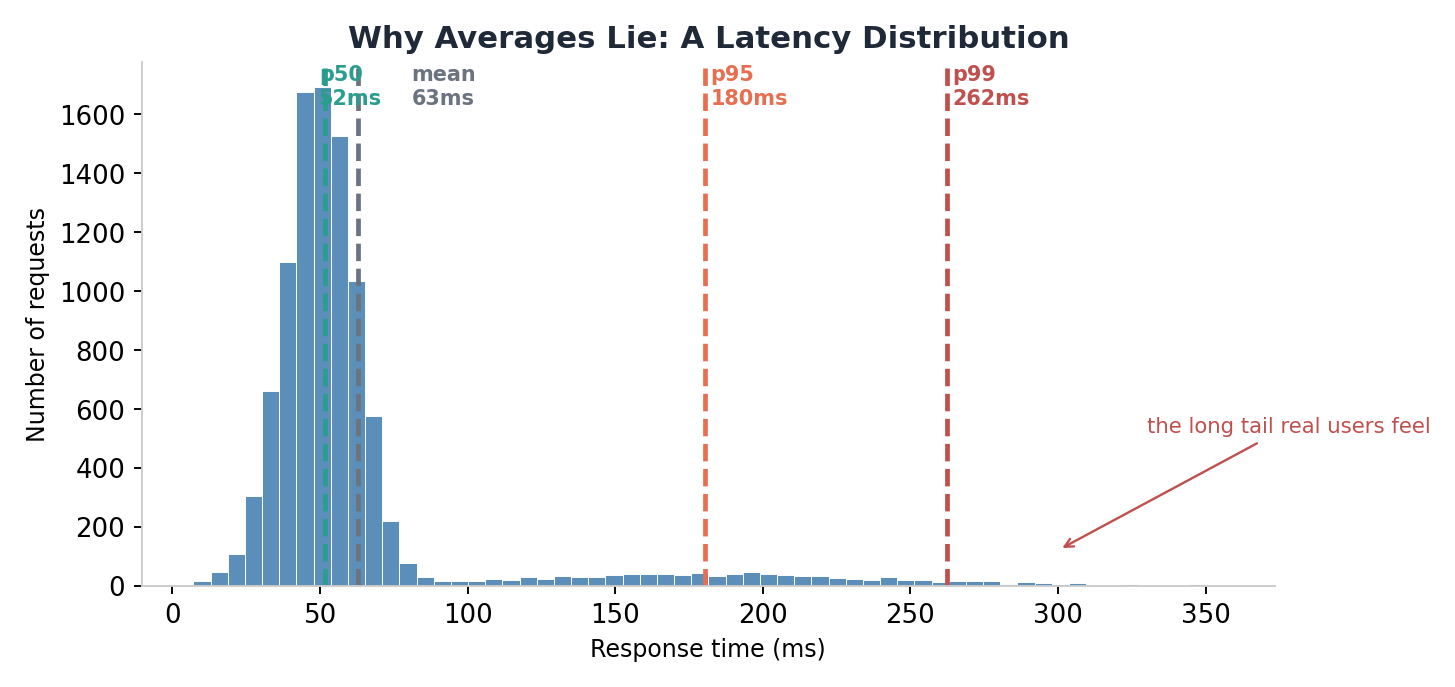 Why Averages Lie: A Latency Distribution
p50
52ms
mean
63ms
p95
180ms
p99
262ms
1600
1400
1200
1000
800
600
400
200
0
Number of requests
the long tail real users feel
0 50 100 150 200 250 300 350
Response time (ms)